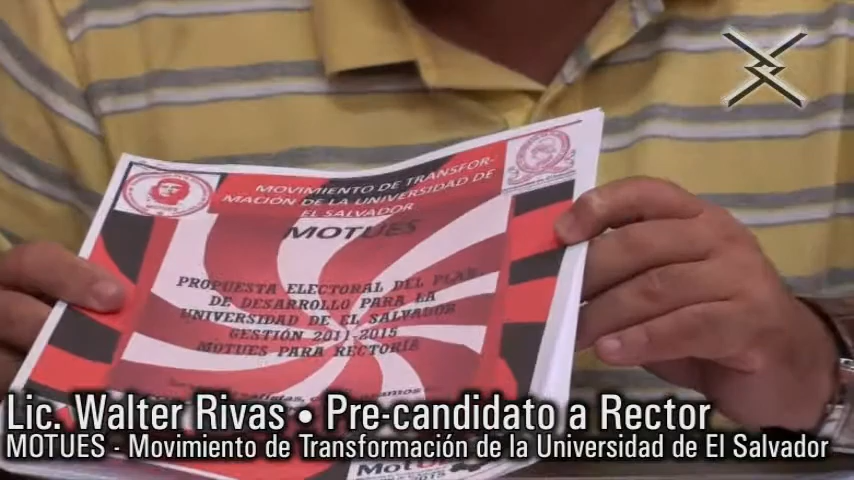 MOVIMIENTO DE TRANSFOR-
MACIÓN DE LA UNIVERSIDAD DE
EL SALVADOR
MOTUES
PROPUESTA ELECTORAL DEL PLAN
DE DESARROLLO PARA LA
UNIVERSIDAD DE EL SALVADOR
GESTIÓN 2011-2015
MOTUES PARA RECTORÍA
Lic. Walter Rivas • Pre-candidato a Rector
MOTUES - Movimiento de Transformación de la Universidad de El Salvador